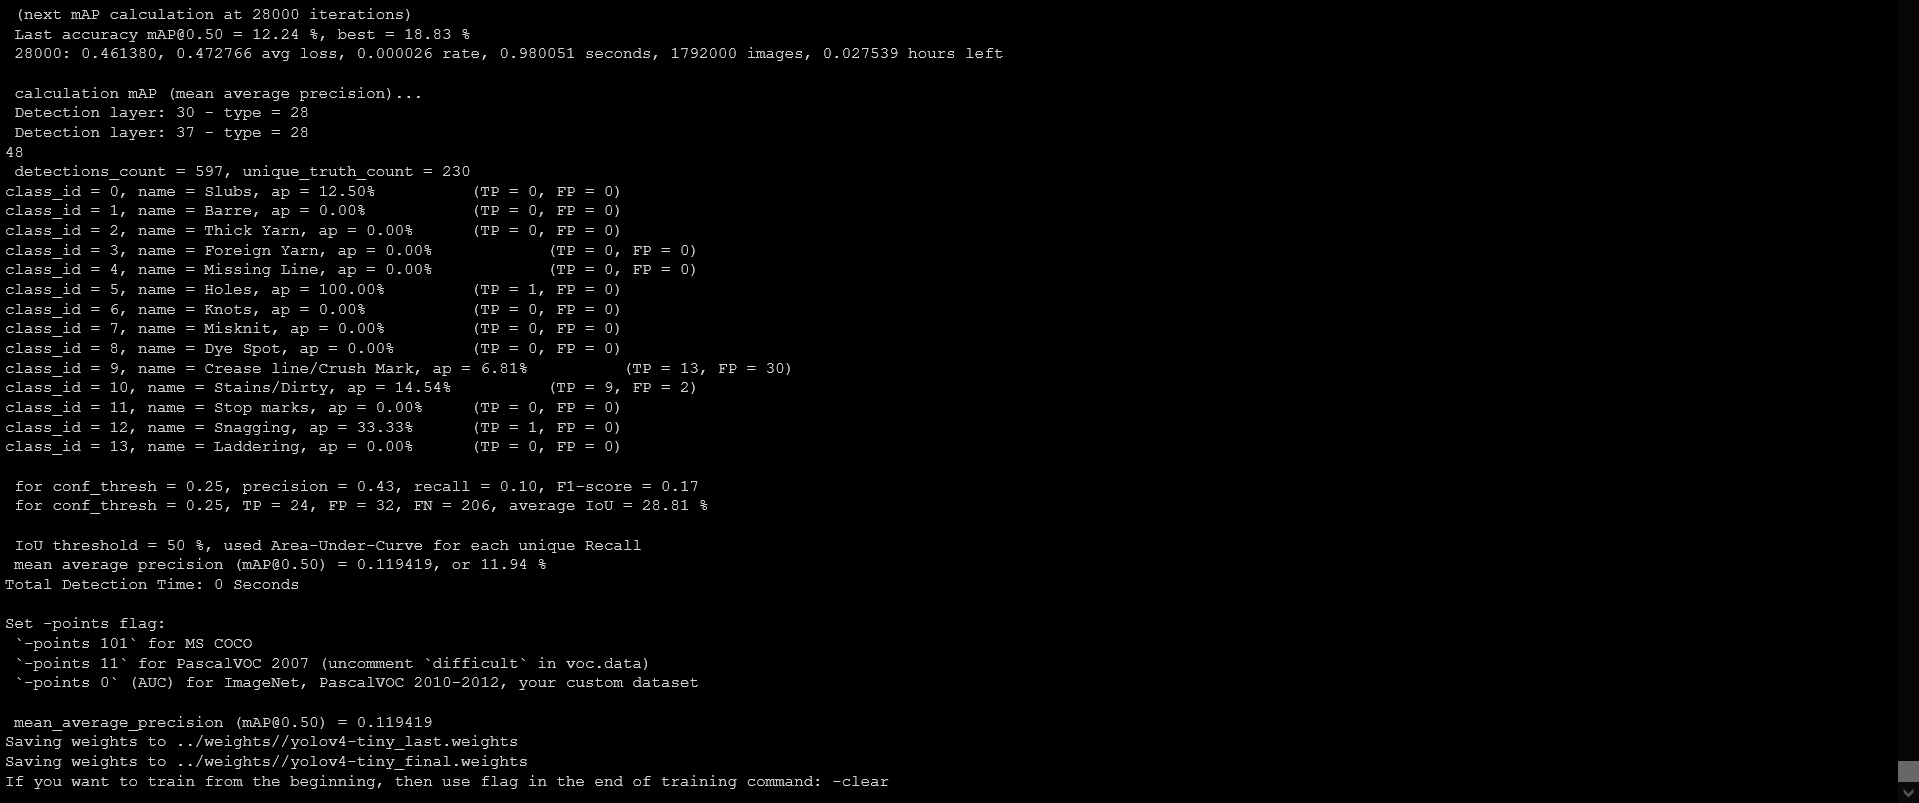 (next mAP calculation at 28000 iterations)
Last accuracy mAP@0.50 = 12.24 %, best = 18.83 %
28000: 0.461380, 0.472766 avg loss, 0.000026 rate, 0.980051 seconds, 1792000 images, 0.027539 hours left
calculation mAP (mean average precision)...
Detection layer: 30 - type = 28
Detection layer: 37 - type = 28
48
detections_count = 597, unique_truth_count = 230
class_id = 0, name = Slubs, ap = 12.50% (TP = 0, FP = 0)
class_id = 1, name = Barre, ap = 0.00% (TP = 0, FP = 0)
class_id = 2, name = Thick Yarn, ap = 0.00% (TP = 0, FP = 0)
class_id = 3, name = Foreign Yarn, ap = 0.00% (TP = 0, FP = 0)
class_id = 4, name = Missing Line, ap = 0.00% (TP = 0, FP = 0)
class_id = 5, name = Holes, ap = 100.00% (TP = 1, FP = 0)
class_id = 6, name = Knots, ap = 0.00% (TP = 0, FP = 0)
class_id = 7, name = Misknit, ap = 0.00% (TP = 0, FP = 0)
class_id = 8, name = Dye Spot, ap = 0.00% (TP = 0, FP = 0)
class_id = 9, name = Crease line/Crush Mark, ap = 6.81% (TP = 13, FP = 30)
class_id = 10, name = Stains/Dirty, ap = 14.54% (TP = 9, FP = 2)
class_id = 11, name = Stop marks, ap = 0.00% (TP = 0, FP = 0)
class_id = 12, name = Snagging, ap = 33.33% (TP = 1, FP = 0)
class_id = 13, name = Laddering, ap = 0.00% (TP = 0, FP = 0)
for conf_thresh = 0.25, precision = 0.43, recall = 0.10, F1-score = 0.17
for conf_thresh = 0.25, TP = 24, FP = 32, FN = 206, average IoU = 28.81 %
IoU threshold = 50 %, used Area-Under-Curve for each unique Recall
mean average precision (mAP@0.50) = 0.119419, or 11.94 %
Total Detection Time: 0 Seconds
Set -points flag:
`-points 101` for MS COCO
`-points 11` for PascalVOC 2007 (uncomment `difficult` in voc.data)
`-points 0` (AUC) for ImageNet, PascalVOC 2010-2012, your custom dataset
mean_average_precision (mAP@0.50) = 0.119419
Saving weights to ../weights//yolov4-tiny_last.weights
Saving weights to ../weights//yolov4-tiny_final.weights
If you want to train from the beginning, then use flag in the end of training command: -clear